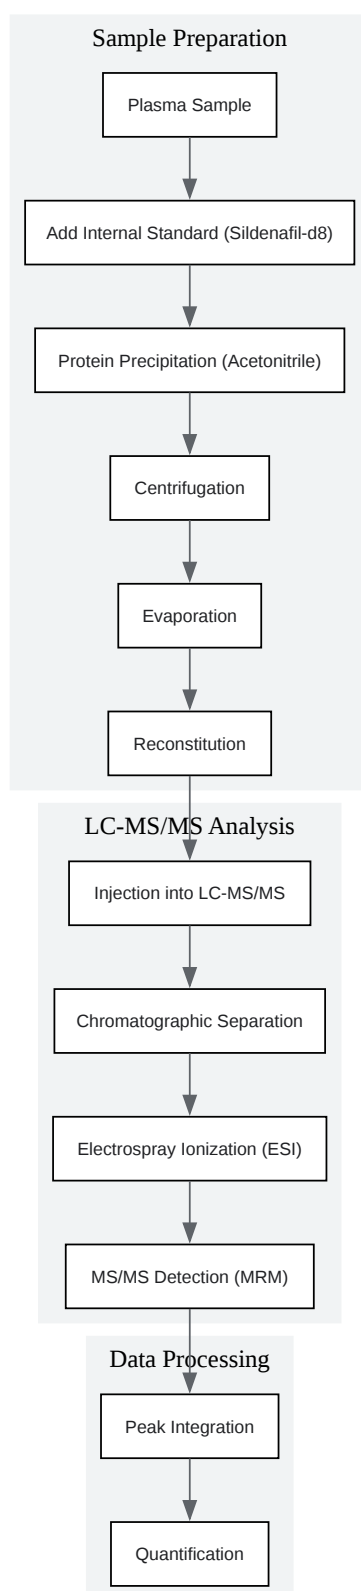 Sample Preparation
Plasma Sample
Add Internal Standard (Sildenafil-d8)
Protein Precipitation (Acetonitrile)
Centrifugation
Evaporation
Reconstitution
LC-MS/MS Analysis
Injection into LC-MS/MS
Chromatographic Separation
Electrospray Ionization (ESI)
MS/MS Detection (MRM)
Data Processing
Peak Integration
Quantification